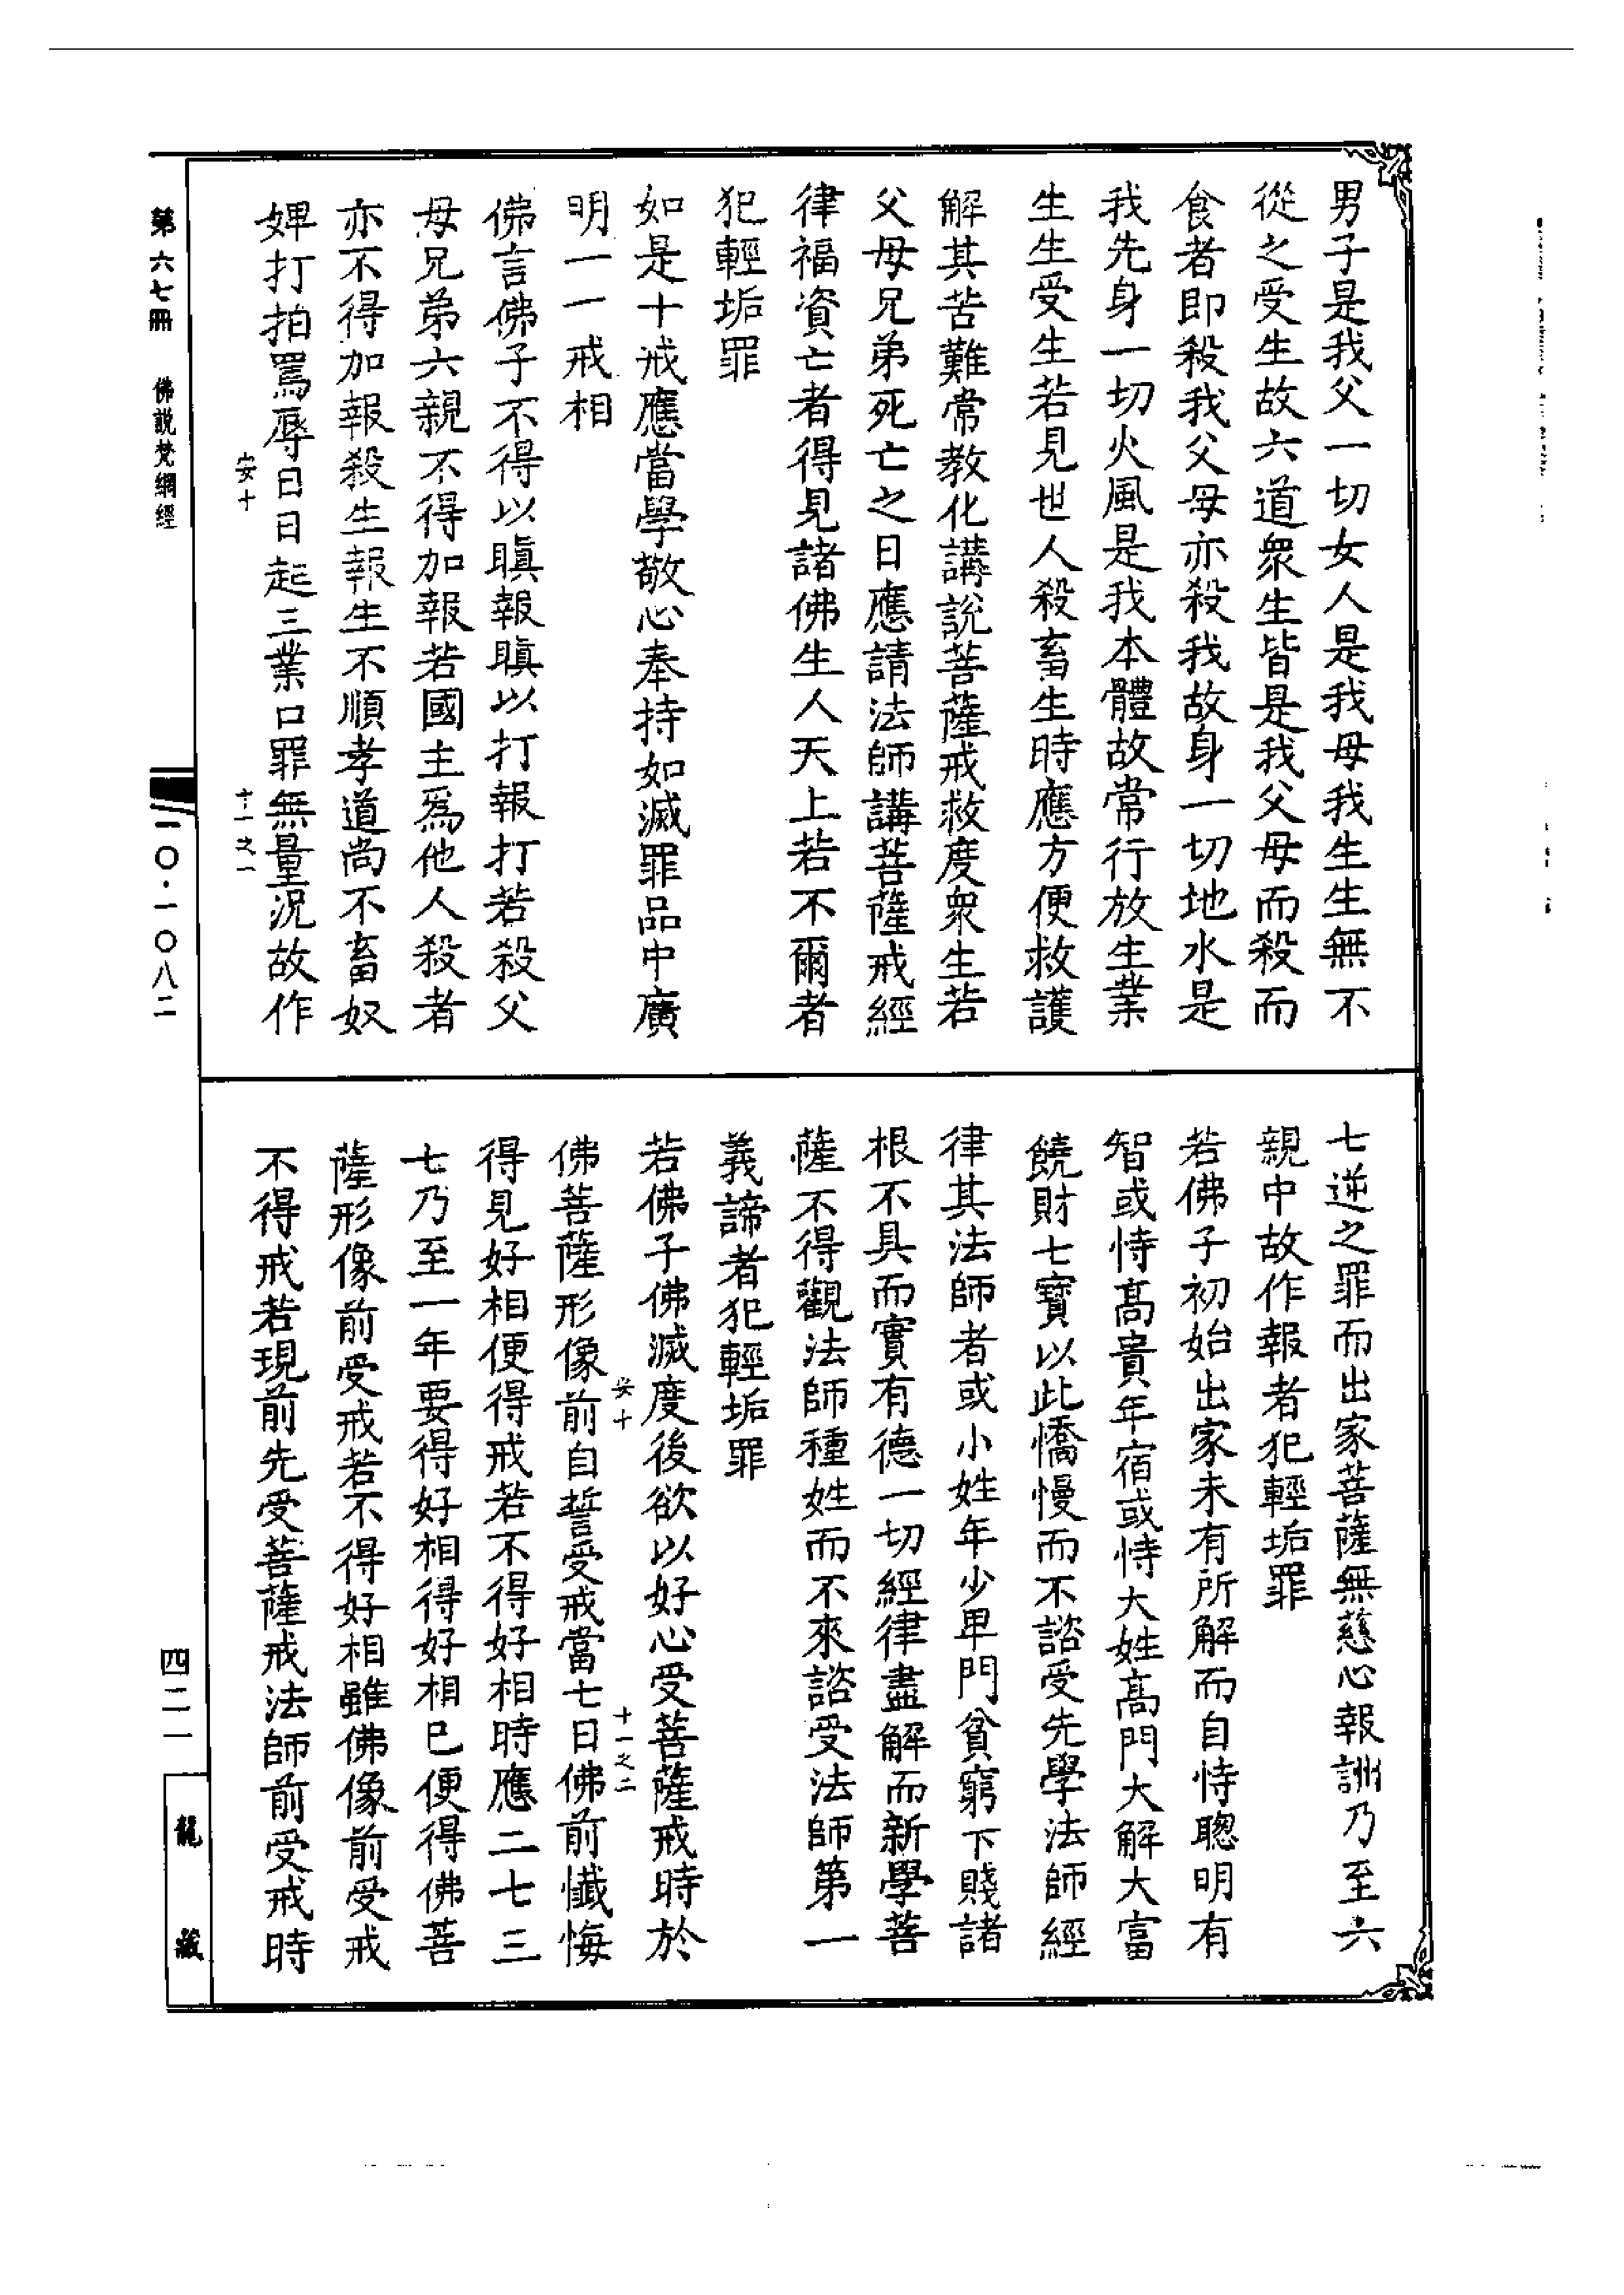 男子是我父一切女人是我母我生生無不
從之受生故六道衆生皆是我父母而殺而
食者即殺我父母亦殺我故身一切地水是
我先身一切火風是我本體故常行放生業
生生受生若見世人殺畜生時應方便救護
解其苦難常教化講說菩薩戒救度衆生若
父母兄弟死亡之日應請法師講菩薩戒經
律福資亡者得見諸佛生人天上若不爾者
犯輕垢罪
如是十戒應當學敬心奉持如滅罪品中廣
明一一戒相
佛言佛子不得以瞋報瞋以打報打若殺父
母兄弟六親不得加報若國主爲他人殺者
亦不得加報殺生報生不順孝道尚不畜奴
婢打拍罵辱日日起三業口罪無量況故作
安十
十一之一
七逆之罪而出家菩薩無慈心報詶乃至六
親中故作報者犯輕垢罪
若佛子初始出家未有所解而自恃聰明有
智或恃高貴年宿或恃大姓高門大解大富
饒財七寶以此憍慢而不諮受先學法師經
律其法師者或小姓年少卑門貧窮下賤諸
根不具而實有德一切經律盡解而新學菩
薩不得觀法師種姓而不來諮受法師第一
義諦者犯輕垢罪
若佛子佛滅度後欲以好心受菩薩戒時於
安十
十一之二
佛菩薩形像前自誓受戒當七日佛前懺悔
得見好相便得戒若不得好相時應二七三
七乃至一年要得好相得好相已便得佛菩
薩形像前受戒若不得好相雖佛像前受戒
不得戒若現前先受菩薩戒法師前受戒時
第六七冊 佛説梵網經
一〇·一〇八二
四二一
龍藏